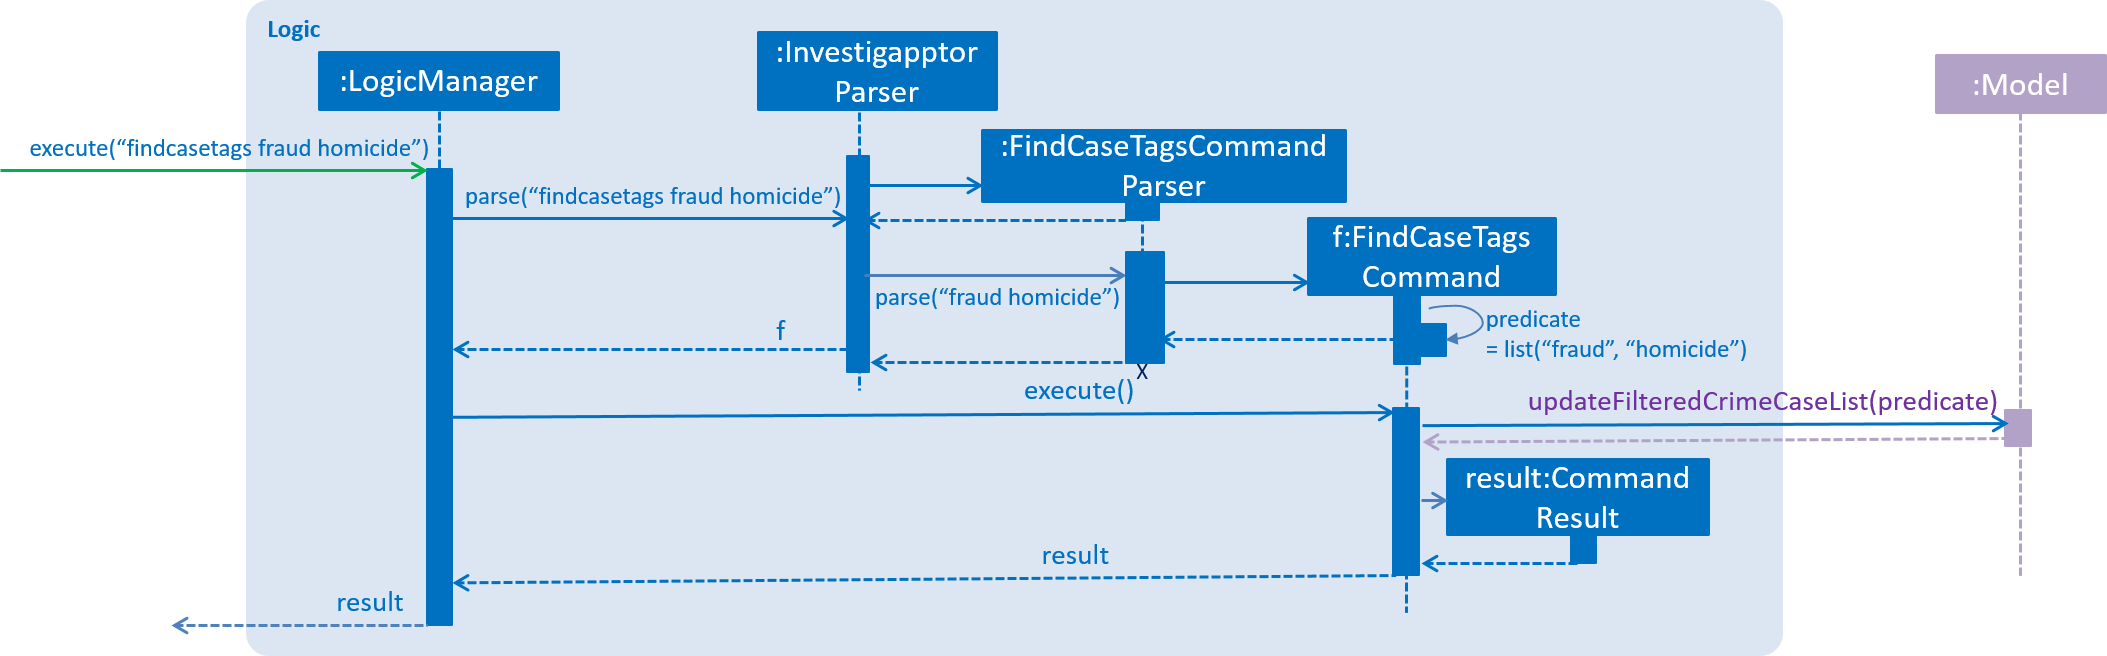 Logic
:LogicManager
:Investigapptor
Parser
:Model
:FindCaseTagsCommand
Parser
execute(“findcasetags fraud homicide”)
parse(“findcasetags fraud homicide”)
f:FindCaseTags
Command
parse(“fraud homicide”)
predicate
= list(“fraud”, “homicide”)
f
X
execute()
updateFilteredCrimeCaseList(predicate)
result:Command
Result
result
result